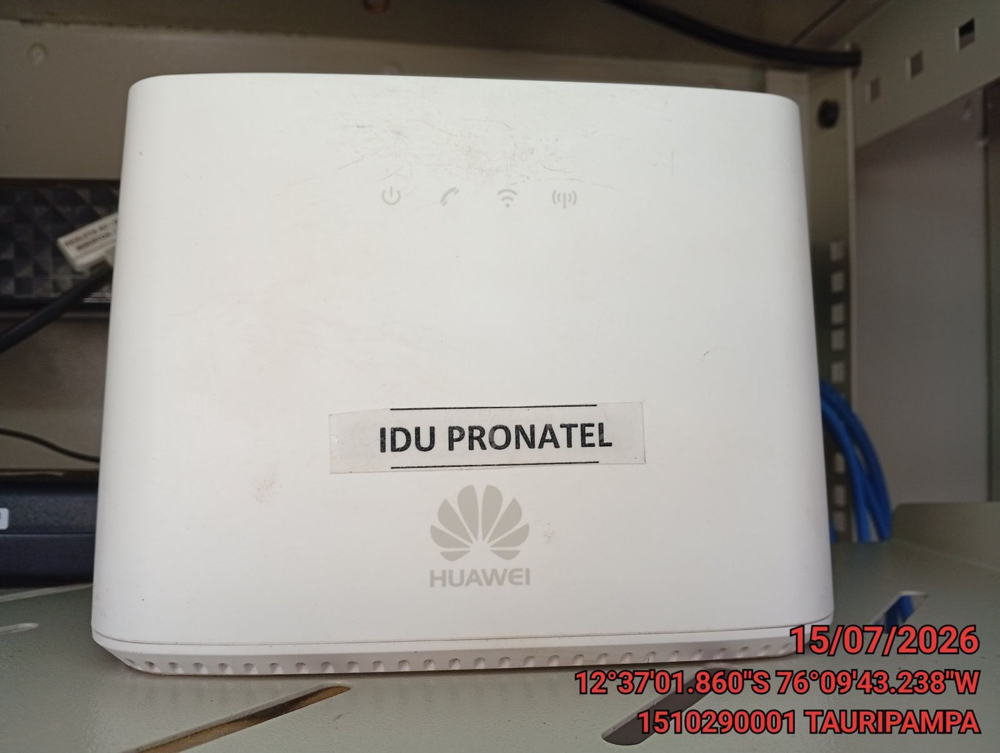 IDU PRONATEL
HUAWEI
15/07/2026
12°37'01.860"S 76°09'43.238"W
1510290001 TAURIPAMPA